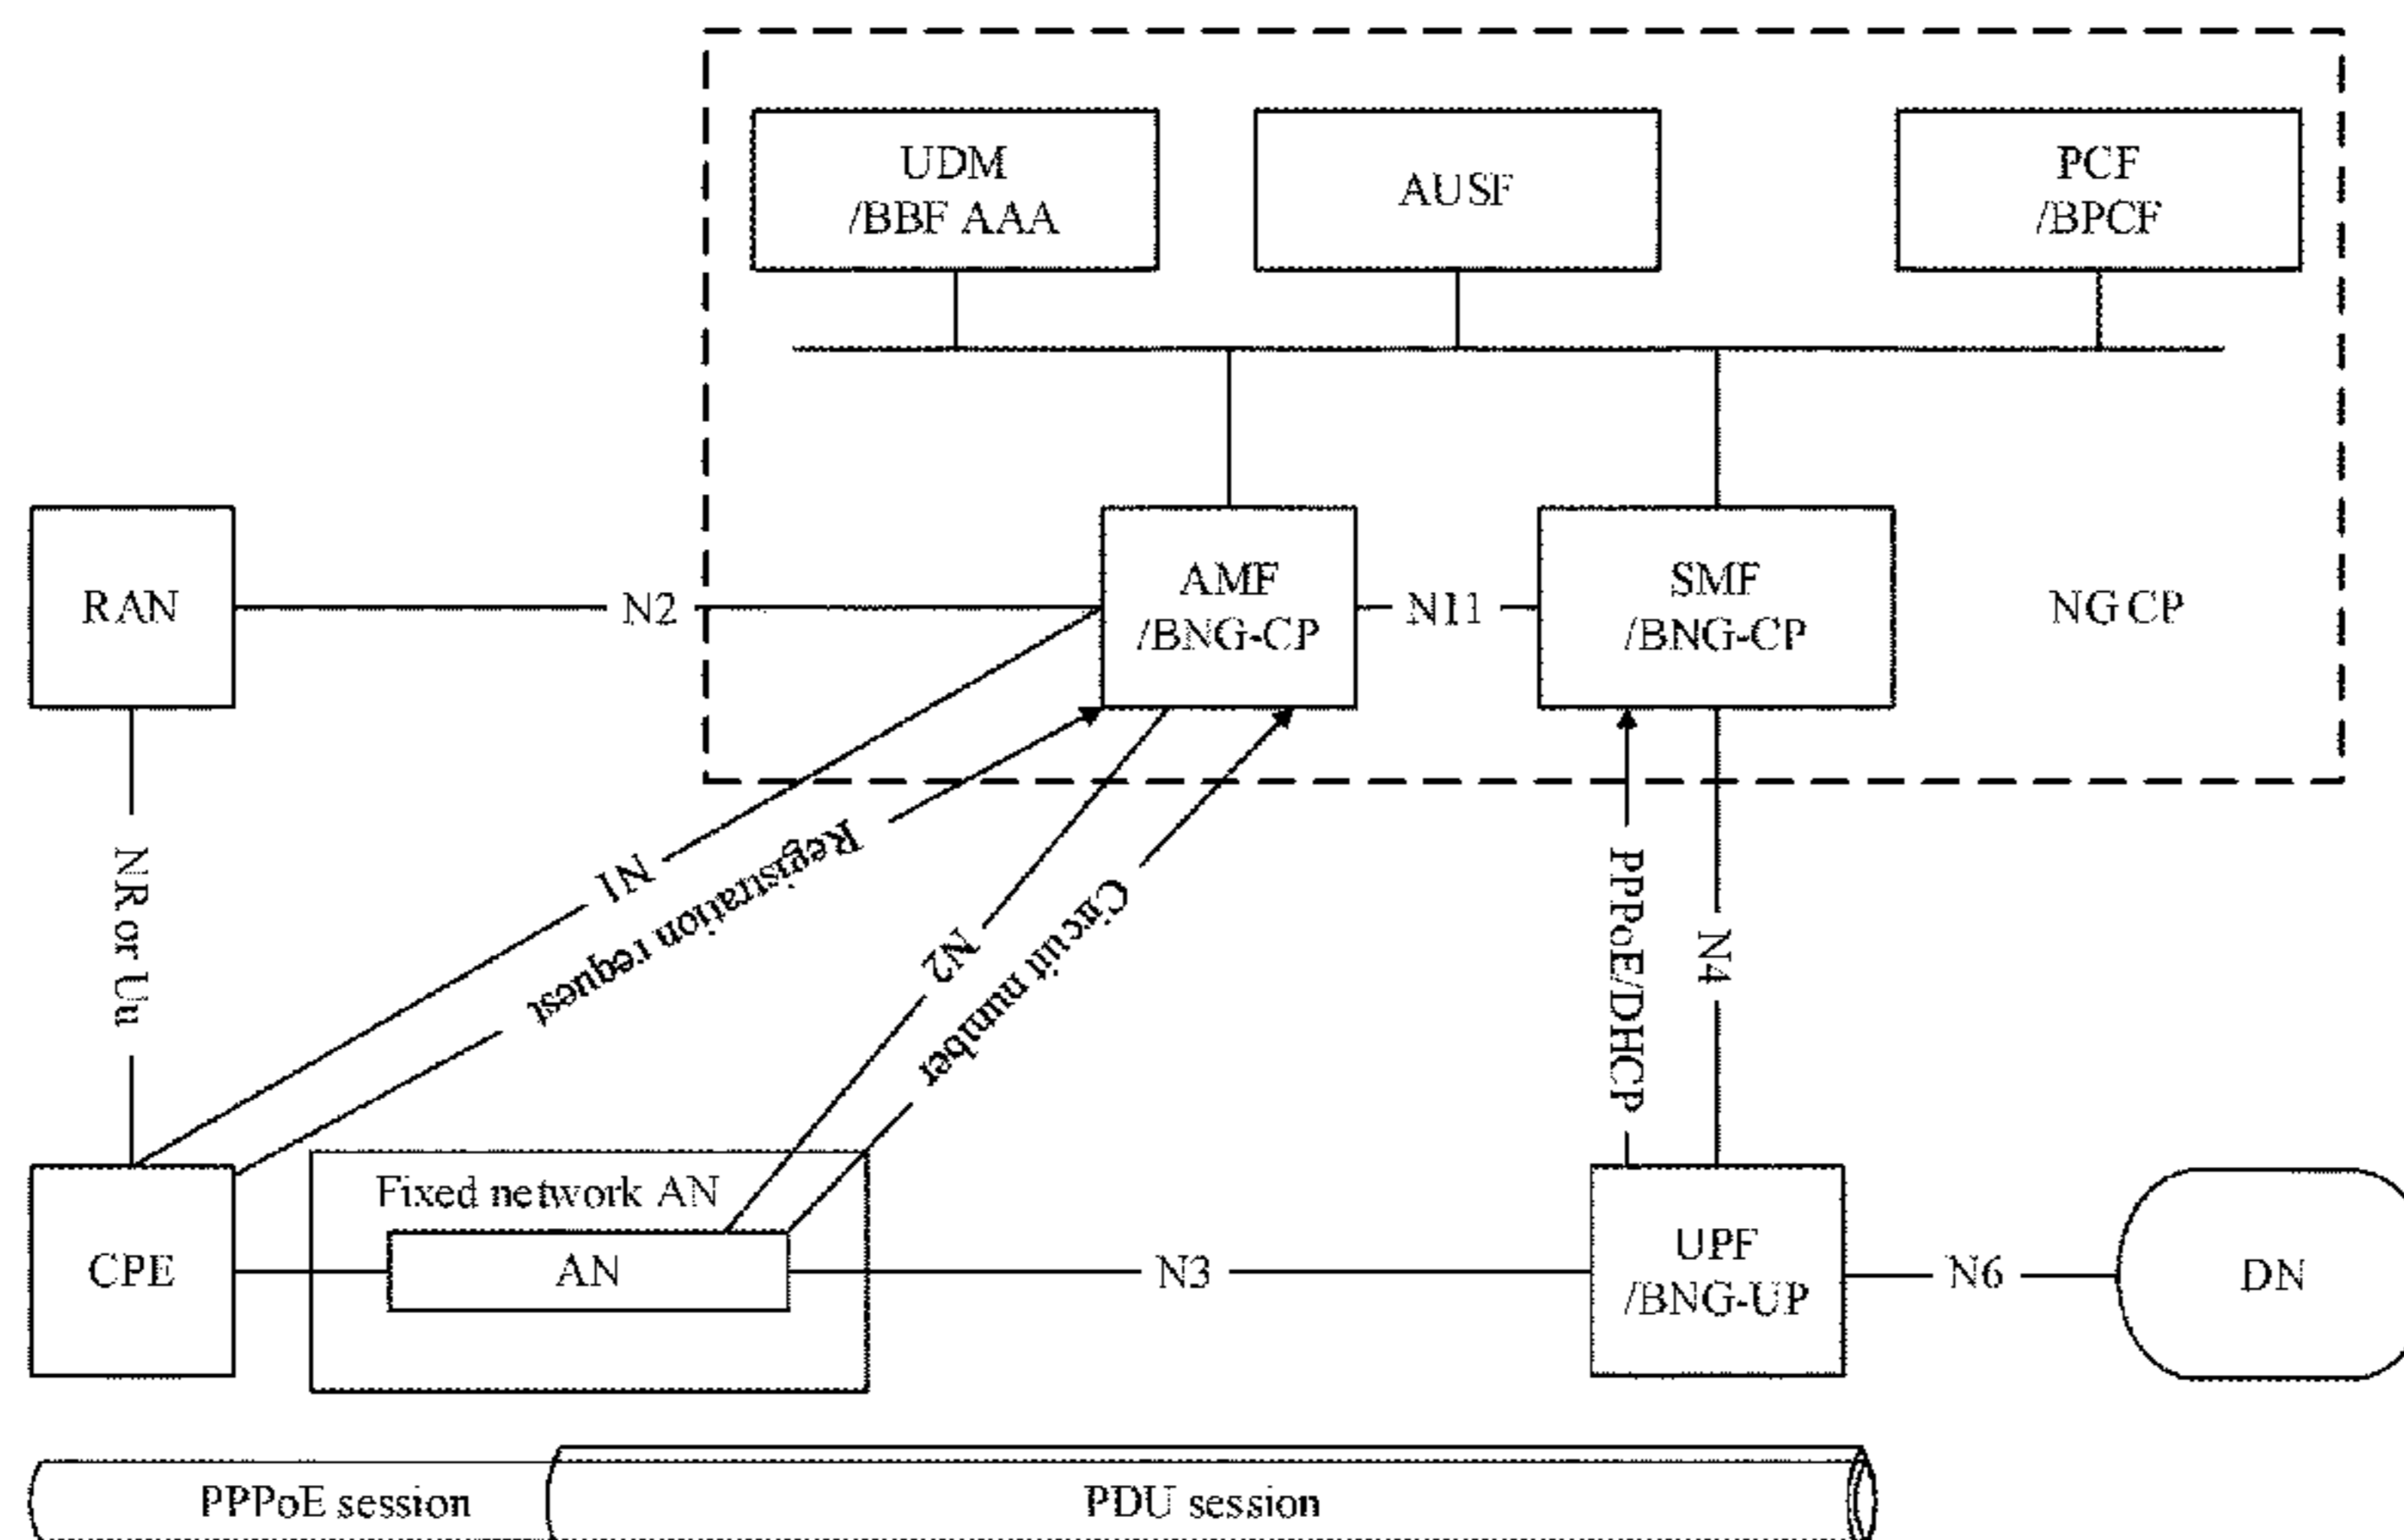 UDM
/BBF AAA
AUSF
PCF
/BPCF
RAN
N2
AMF
/BNG-CP
N11
SMF
/BNG-CP
NG CP
NR or Uu
N1
Registration request
N2
Circuit number
PPPoE/DHCP
N4
Fixed network AN
CPE
AN
N3
UPF
/BNG-UP
N6
DN
PPPoE session
PDU session